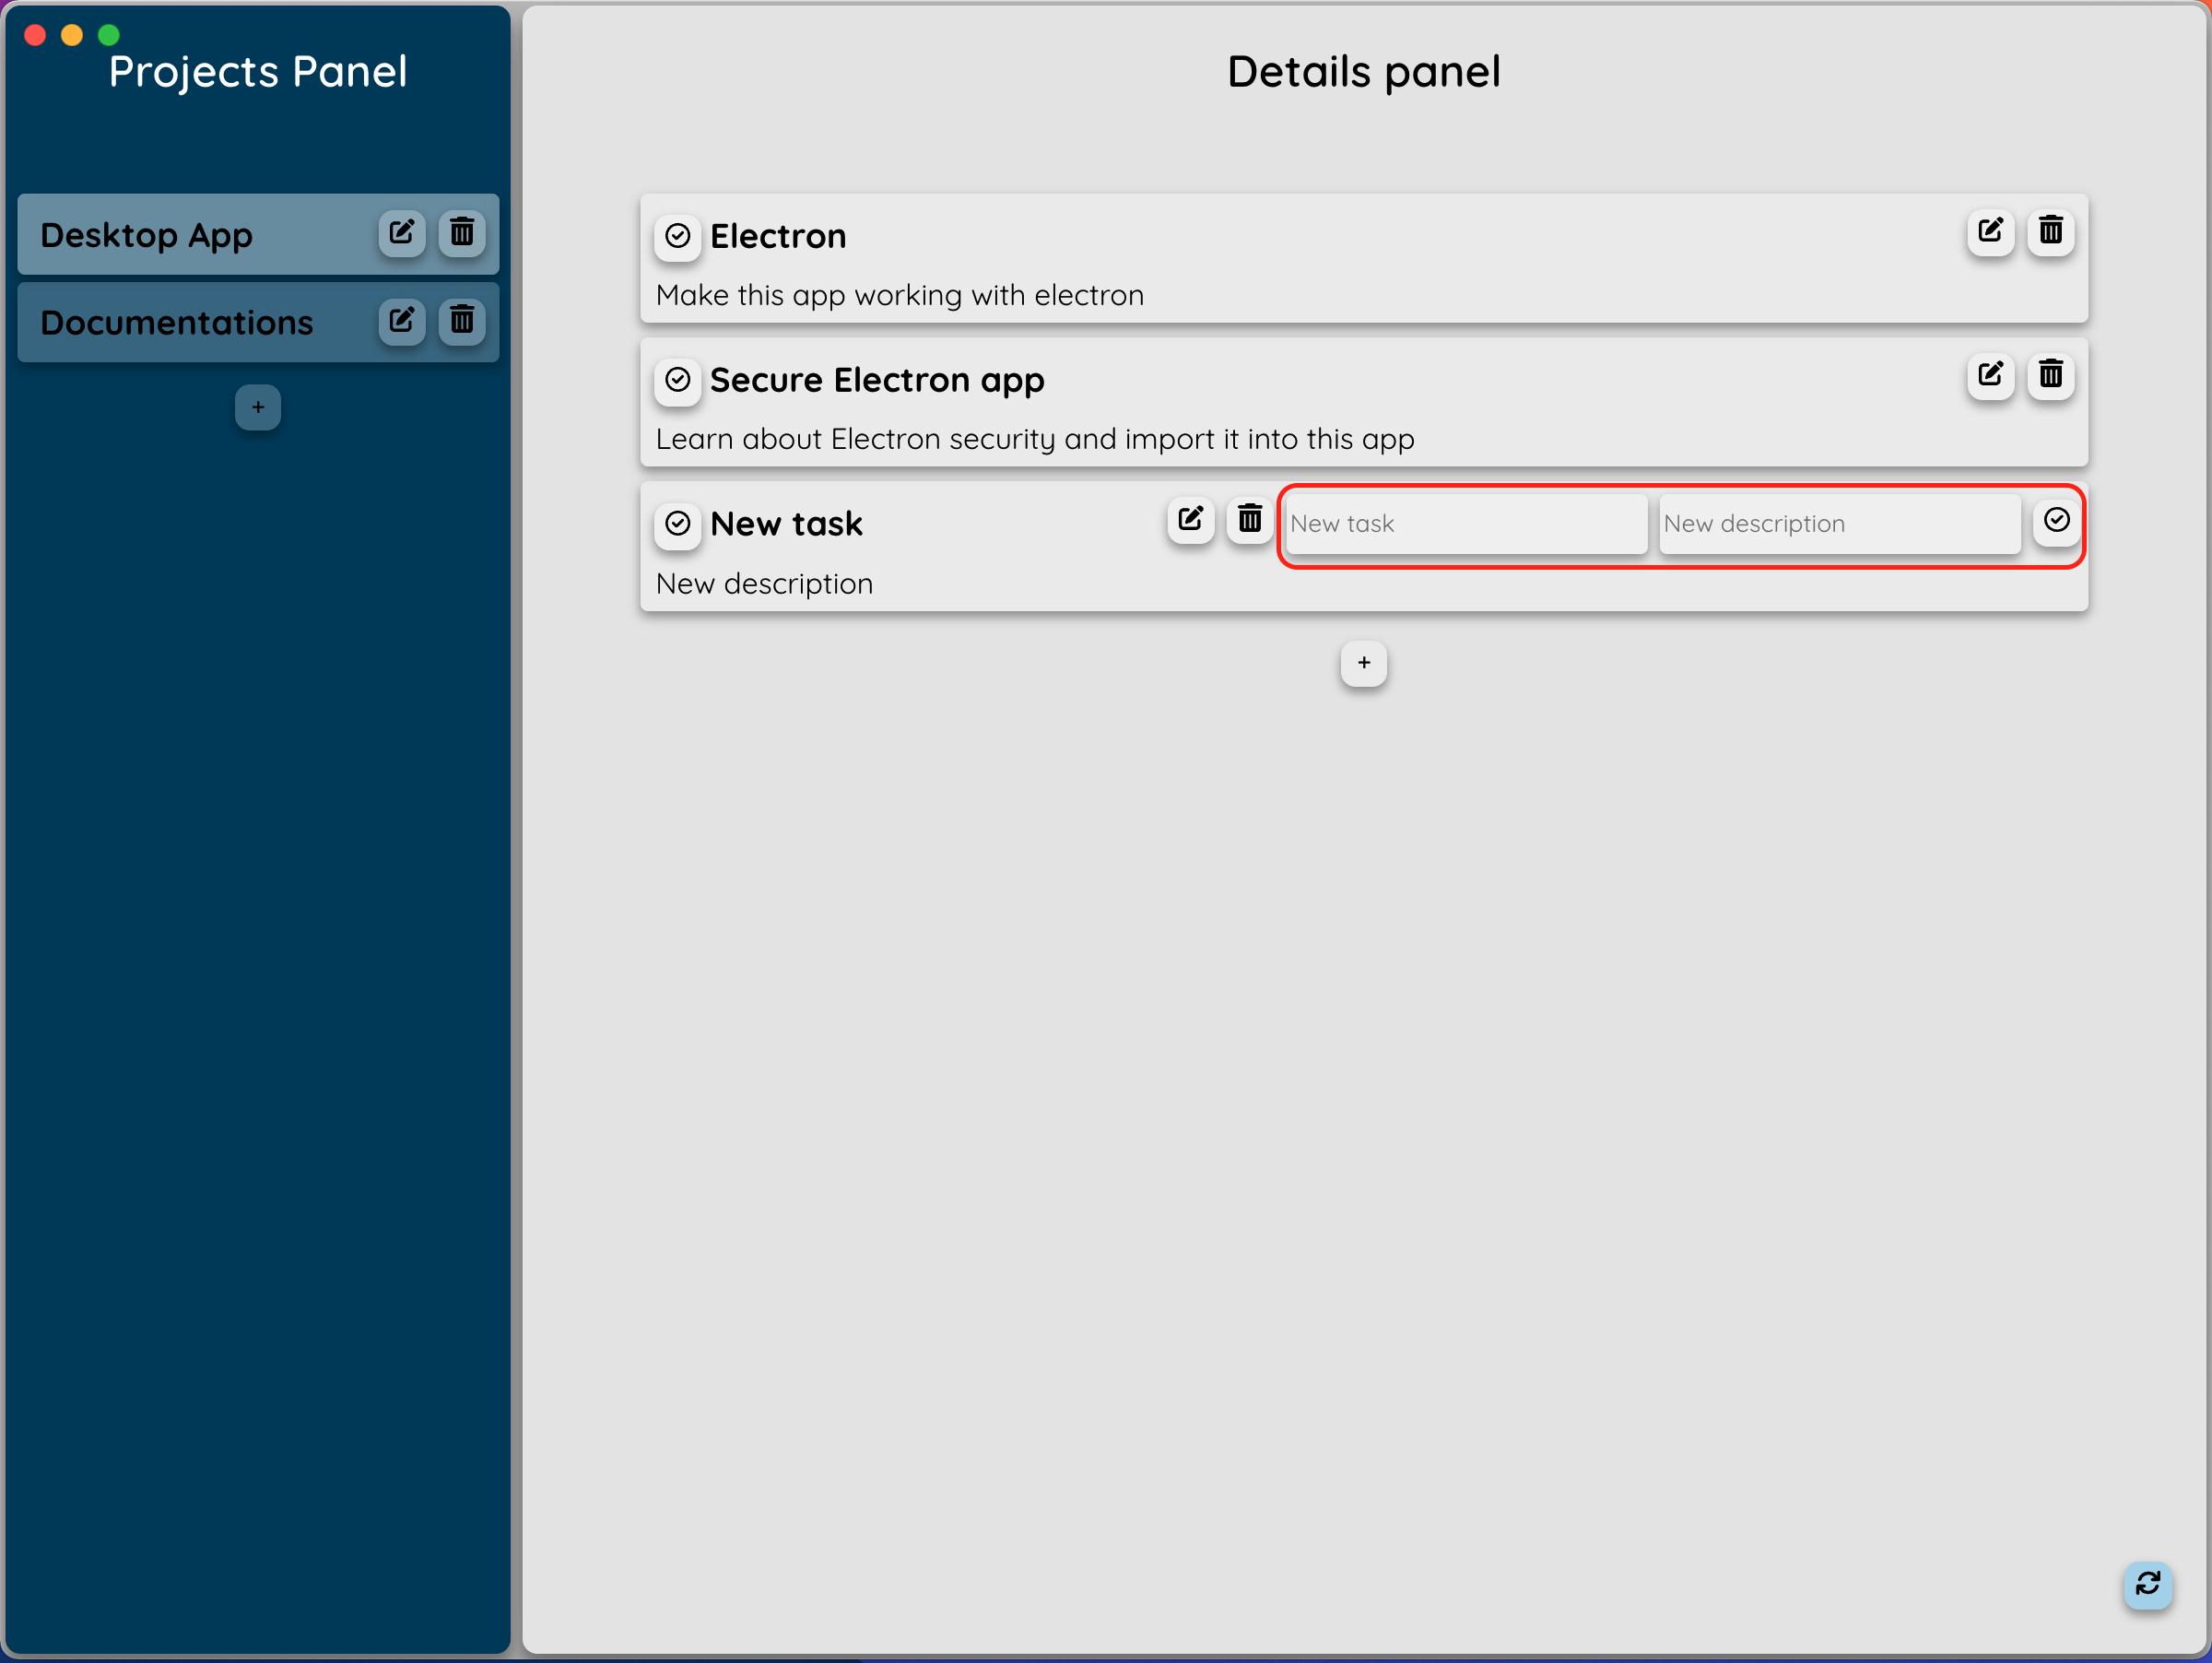 Projects Panel
Desktop App
Documentations
+
Details panel
Electron
Make this app working with electron
Secure Electron app
Learn about Electron security and import it into this app
New task
New task
New description
New description
+